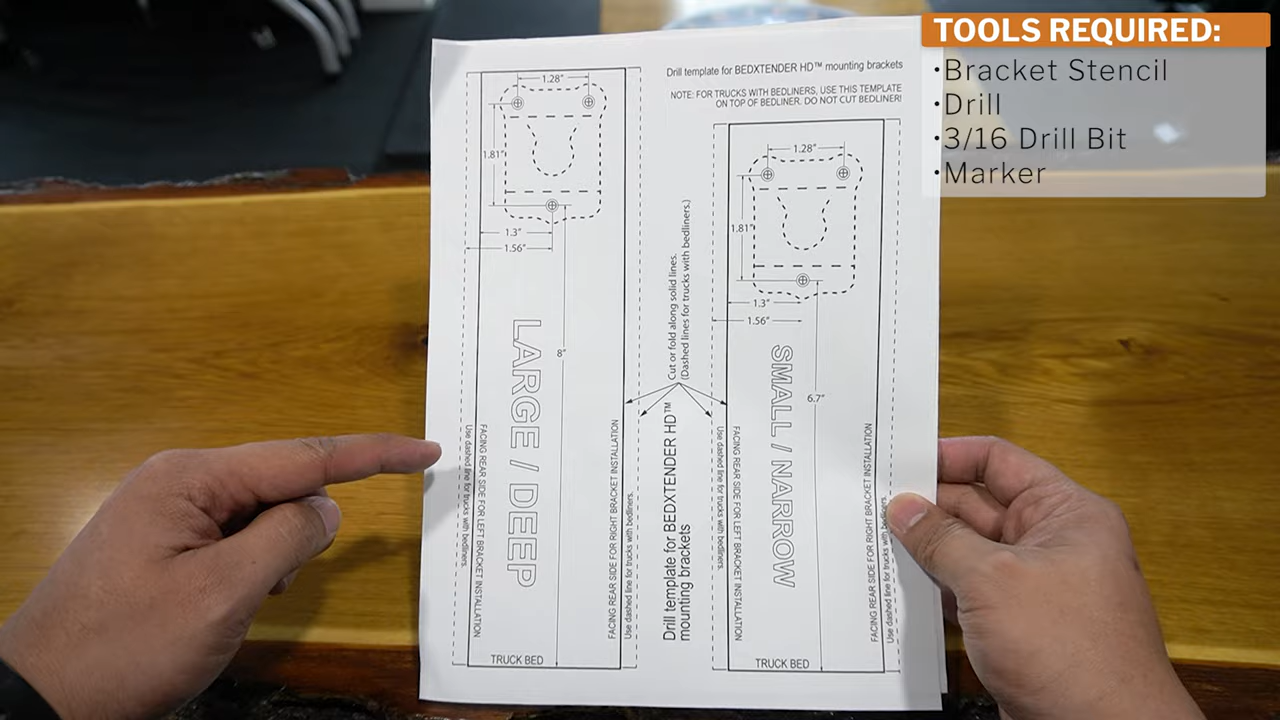 TOOLS REQUIRED:
•Bracket Stencil
•Drill
•3/16 Drill Bit
•Marker
Drill template for BEDXTENDER HD™ mounting brackets
NOTE: FOR TRUCKS WITH BEDLINERS, USE THIS TEMPLATE
ON TOP OF BEDLINER. DO NOT CUT BEDLINER!
1.28"
1.81"
1.3"
1.56"
8"
LARGE / DEEP
FACING REAR SIDE FOR LEFT BRACKET INSTALLATION
Use dashed line for trucks with bedliners.
FACING REAR SIDE FOR RIGHT BRACKET INSTALLATION
Use dashed line for trucks with bedliners.
TRUCK BED
Cut or fold along solid lines.
(Dashed lines for trucks with bedliners.)
Drill template for BEDXTENDER HD™
mounting brackets
1.28"
1.81"
1.3"
1.56"
6.7"
SMALL / NARROW
FACING REAR SIDE FOR LEFT BRACKET INSTALLATION
Use dashed line for trucks with bedliners.
FACING REAR SIDE FOR RIGHT BRACKET INSTALLATION
Use dashed line for trucks with bedliners.
TRUCK BED